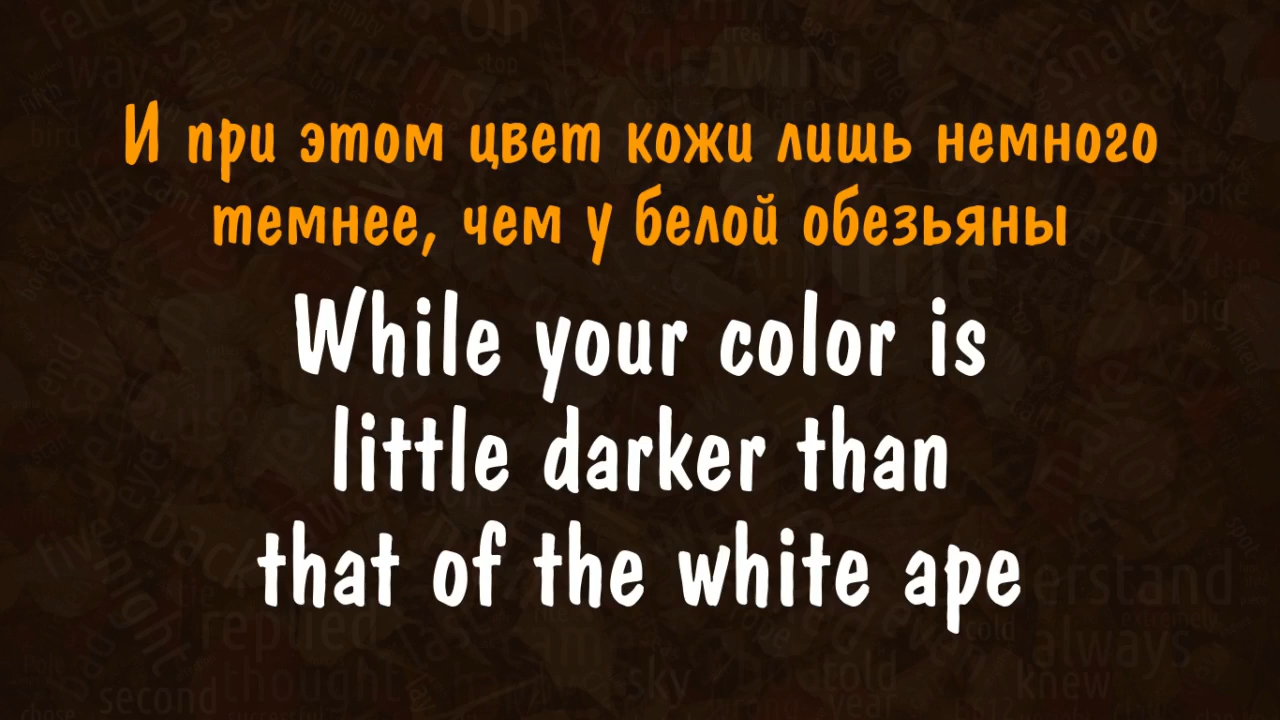 И при этом цвет кожи лишь немного
темнее, чем у белой обезьяны
While your color is
little darker than
that of the white ape